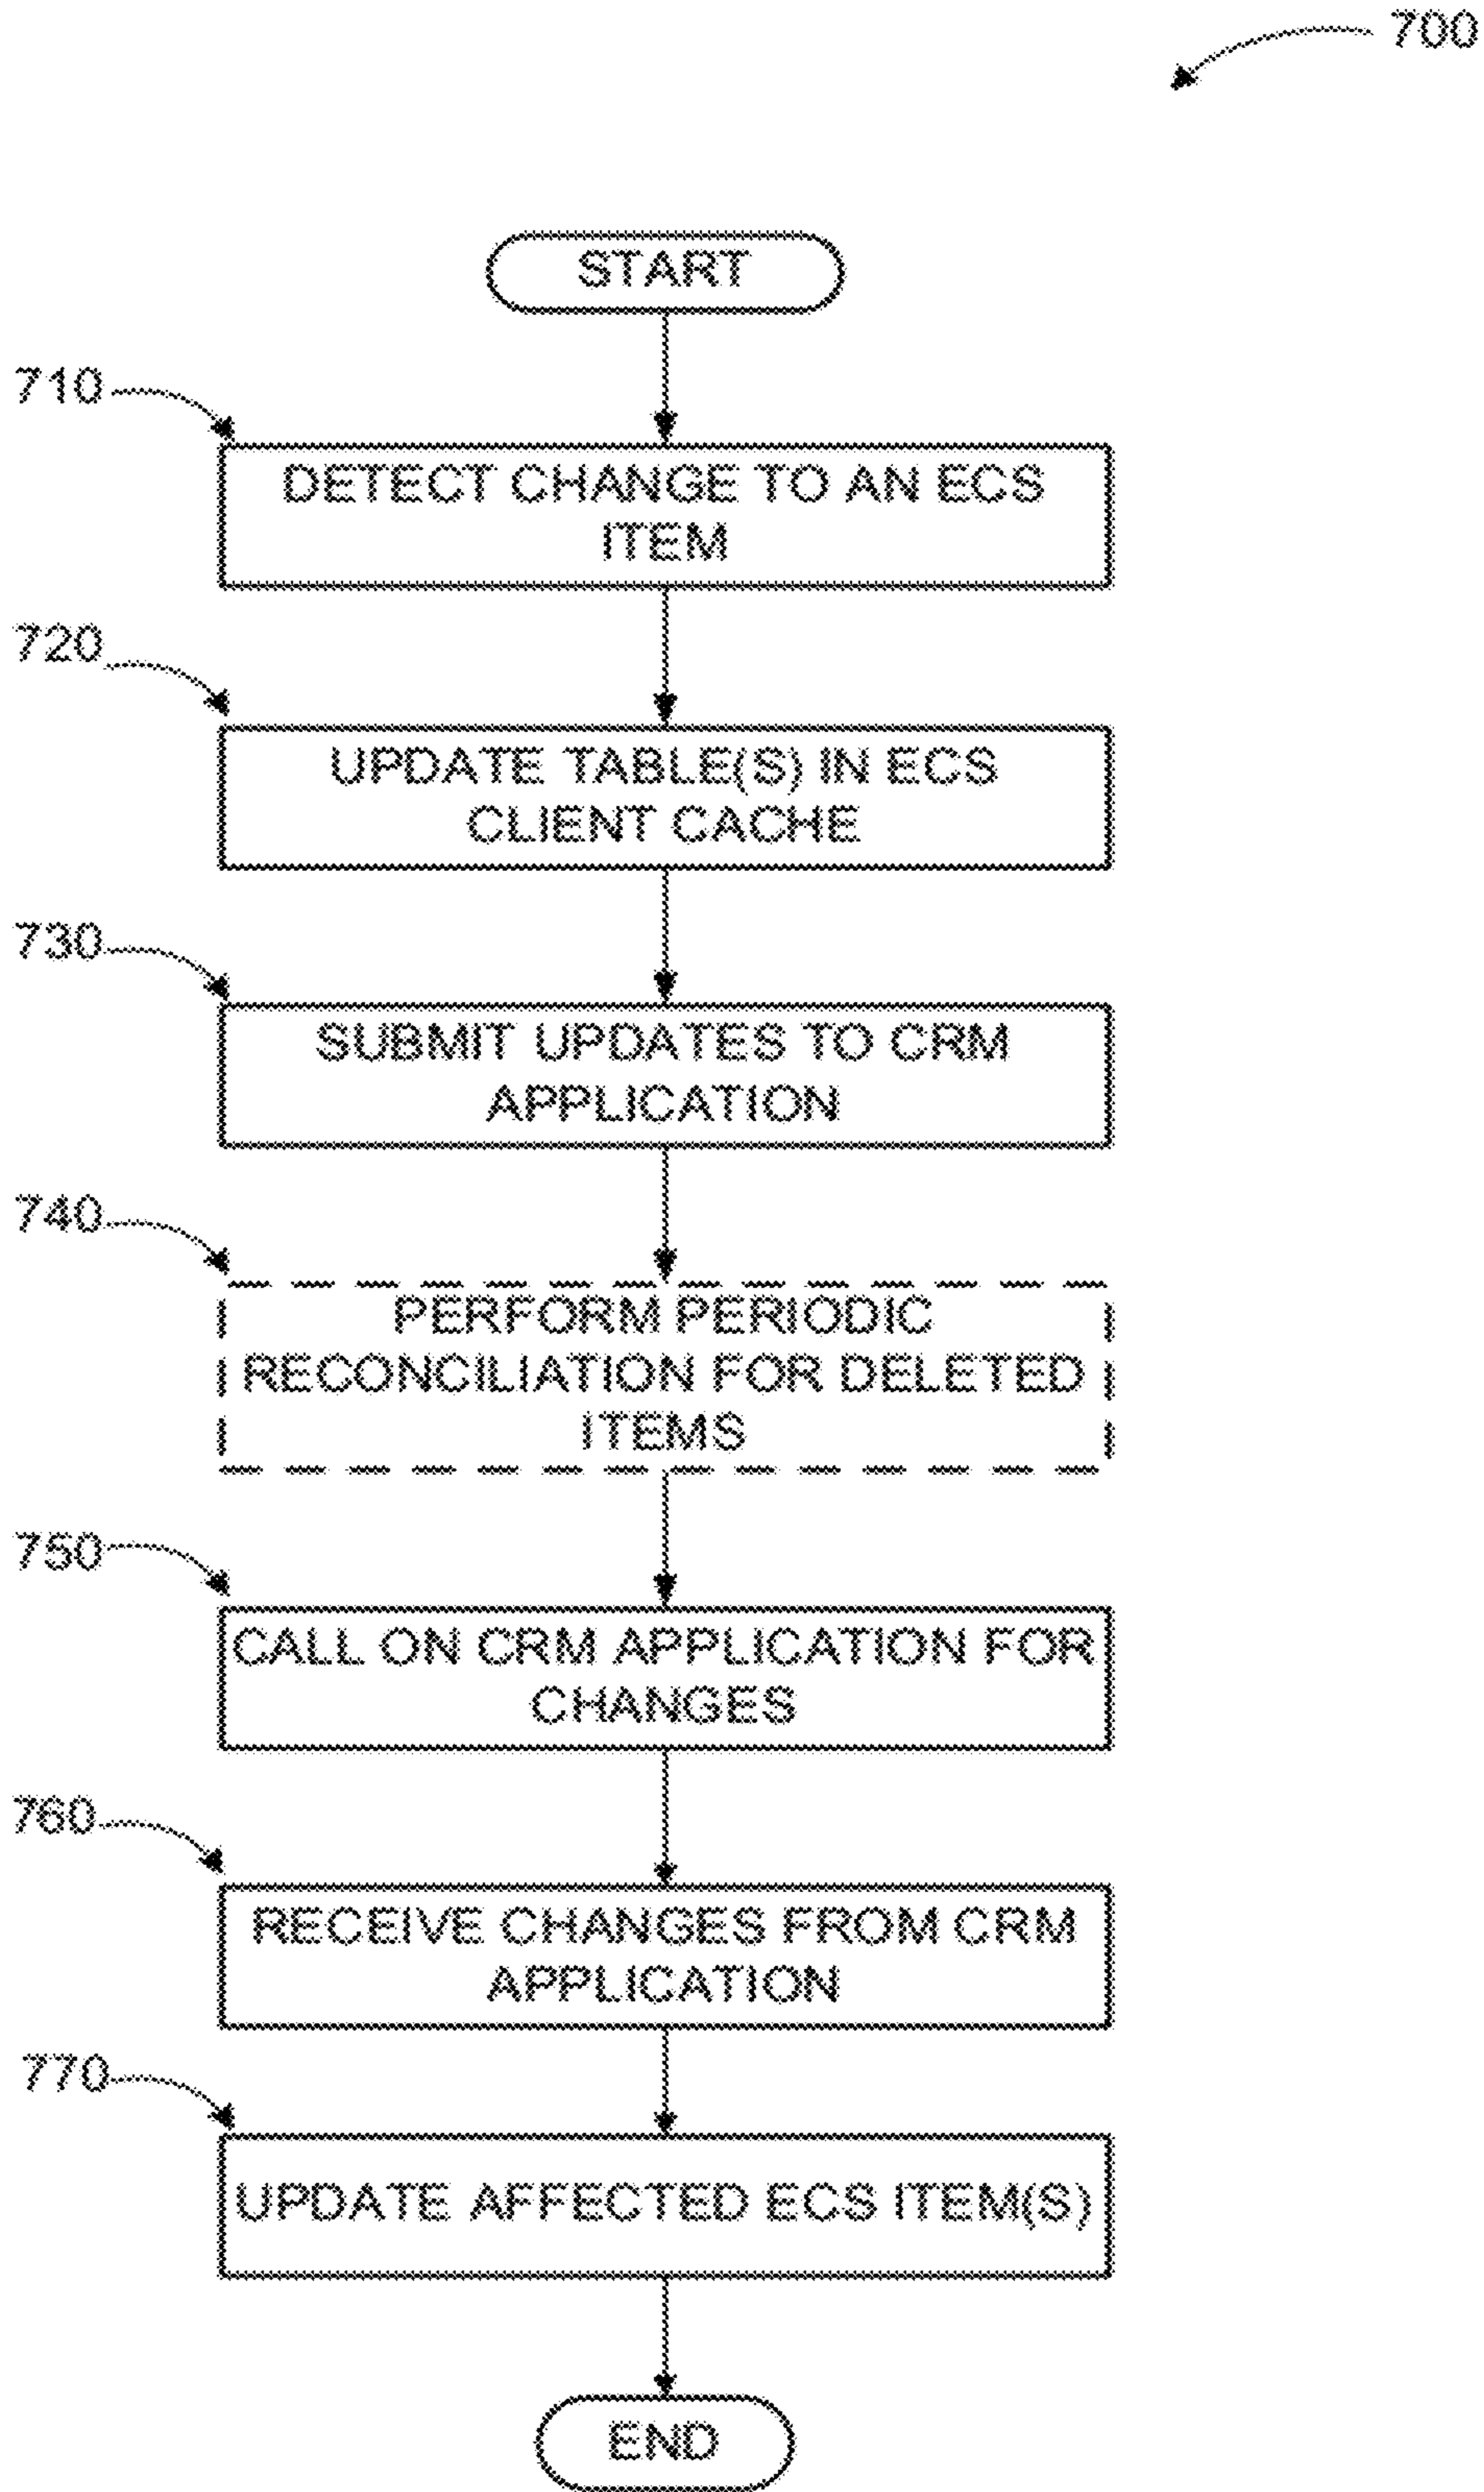 700
START
710
DETECT CHANGE TO AN ECS
ITEM
720
UPDATE TABLE(S) IN ECS
CLIENT CACHE
730
SUBMIT UPDATES TO CRM
APPLICATION
740
PERFORM PERIODIC
RECONCILIATION FOR DELETED
ITEMS
750
CALL ON CRM APPLICATION FOR
CHANGES
760
RECEIVE CHANGES FROM CRM
APPLICATION
770
UPDATE AFFECTED ECS ITEM(S)
END